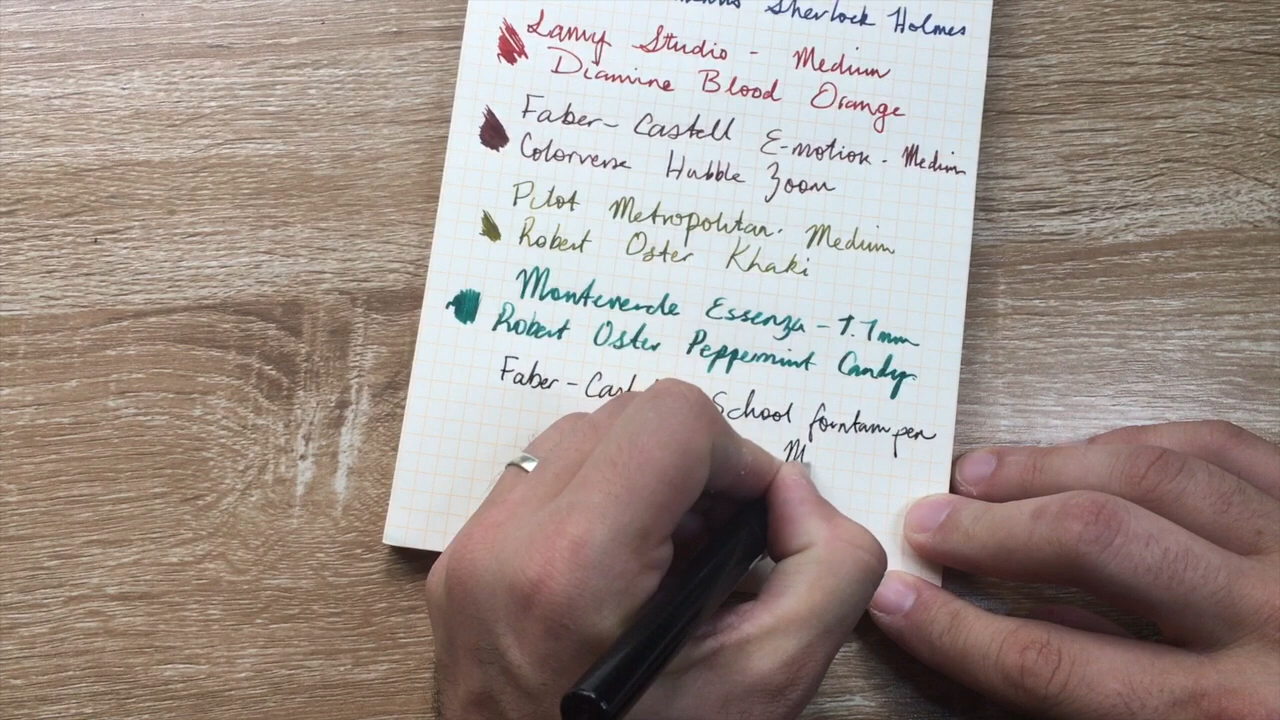 Sherlock Holmes
Lamy Studio - Medium
Diamine Blood Orange
Faber-Castell E-motion - Medium
Colorverse Hubble Zoom
Pilot Metropolitan - Medium
Robert Oster Khaki
Monteverde Essenza - 1.1mm
Robert Oster Peppermint Candy
Faber-Cast School fountain pen
M